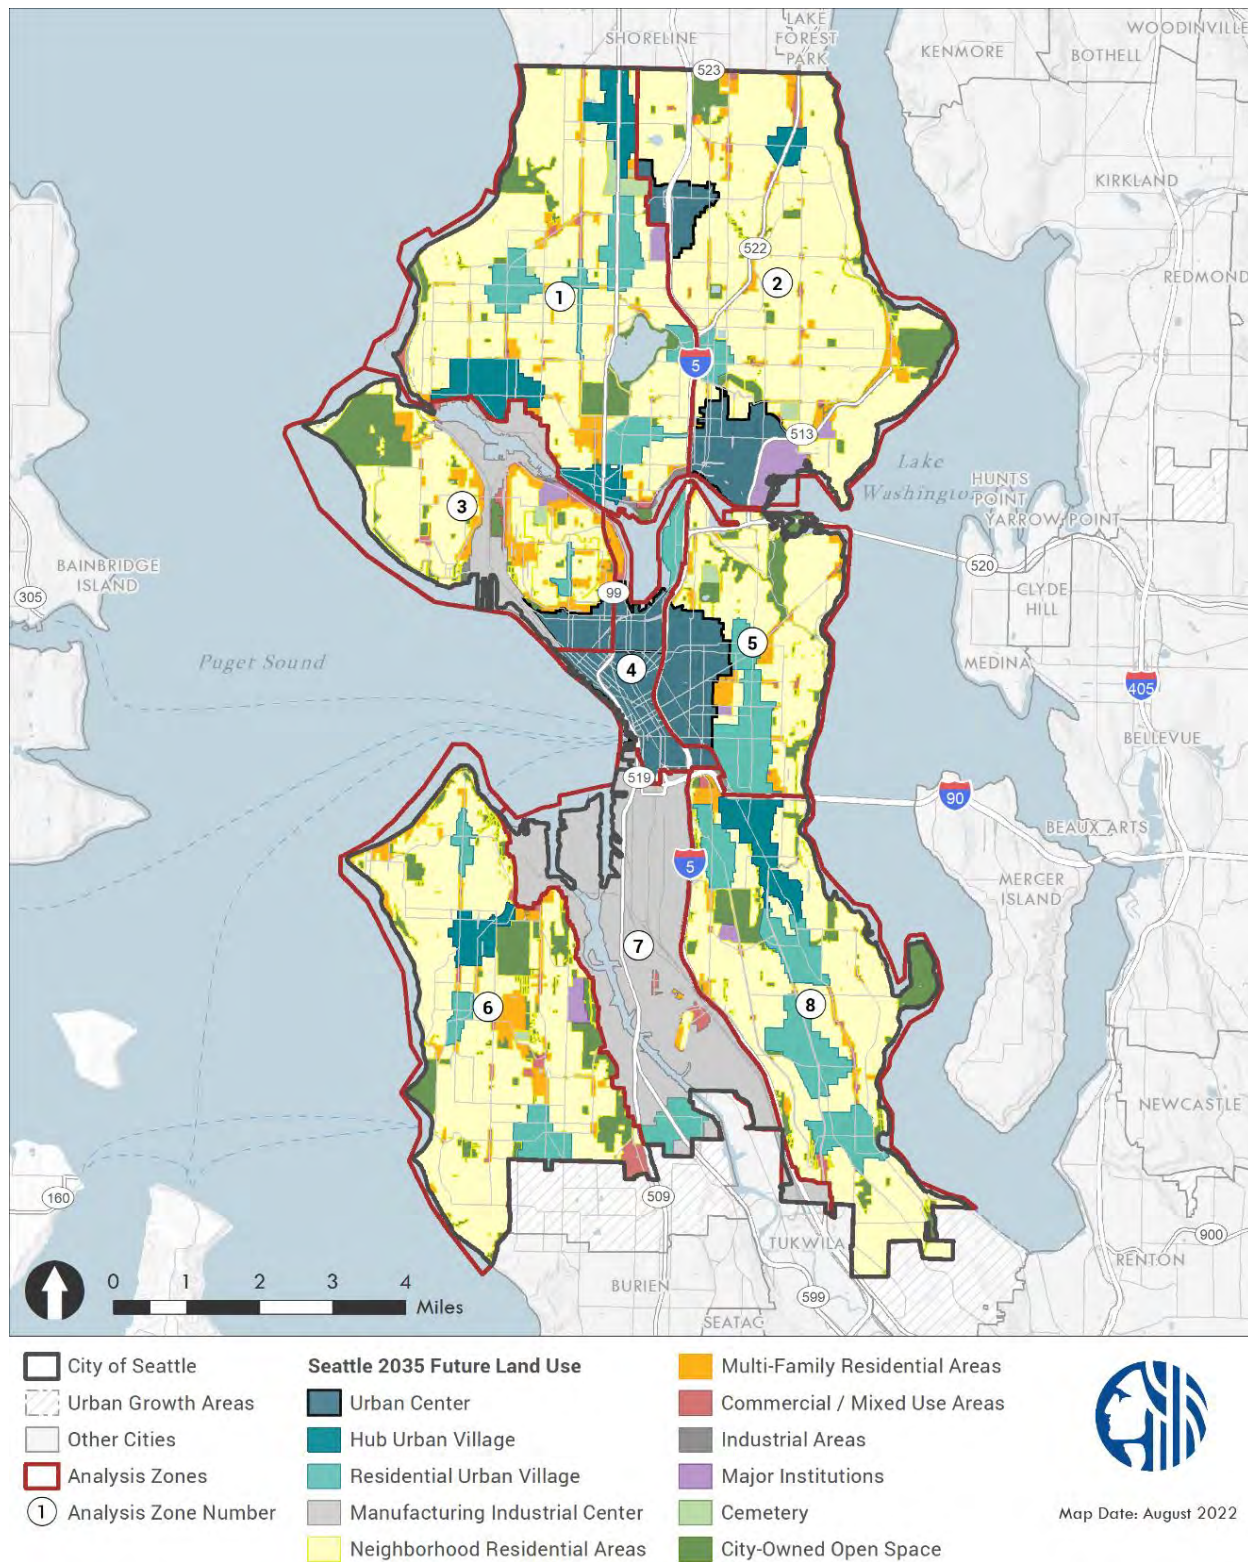 SHORELINE
LAKE
FOREST
PARK
WOODINVILLE
KENMORE
BOTHELL
523
KIRKLAND
522
REDMOND
1
2
5
513
Lake
Washington
HUNTS
POINT
YARROW POINT
3
520
BAINBRIDGE
ISLAND
305
99
CLYDE
HILL
5
Puget Sound
4
MEDINA
405
BELLEVUE
519
90
BEAUX ARTS
5
MERCER
ISLAND
7
6
8
NEWCASTLE
160
509
TUKWILA
900
RENTON
BURIEN
599
SEATAC
0 1 2 3 4
Miles
City of Seattle
Urban Growth Areas
Other Cities
Analysis Zones
1 Analysis Zone Number
Seattle 2035 Future Land Use
Urban Center
Hub Urban Village
Residential Urban Village
Manufacturing Industrial Center
Neighborhood Residential Areas
Multi-Family Residential Areas
Commercial / Mixed Use Areas
Industrial Areas
Major Institutions
Cemetery
City-Owned Open Space
Map Date: August 2022